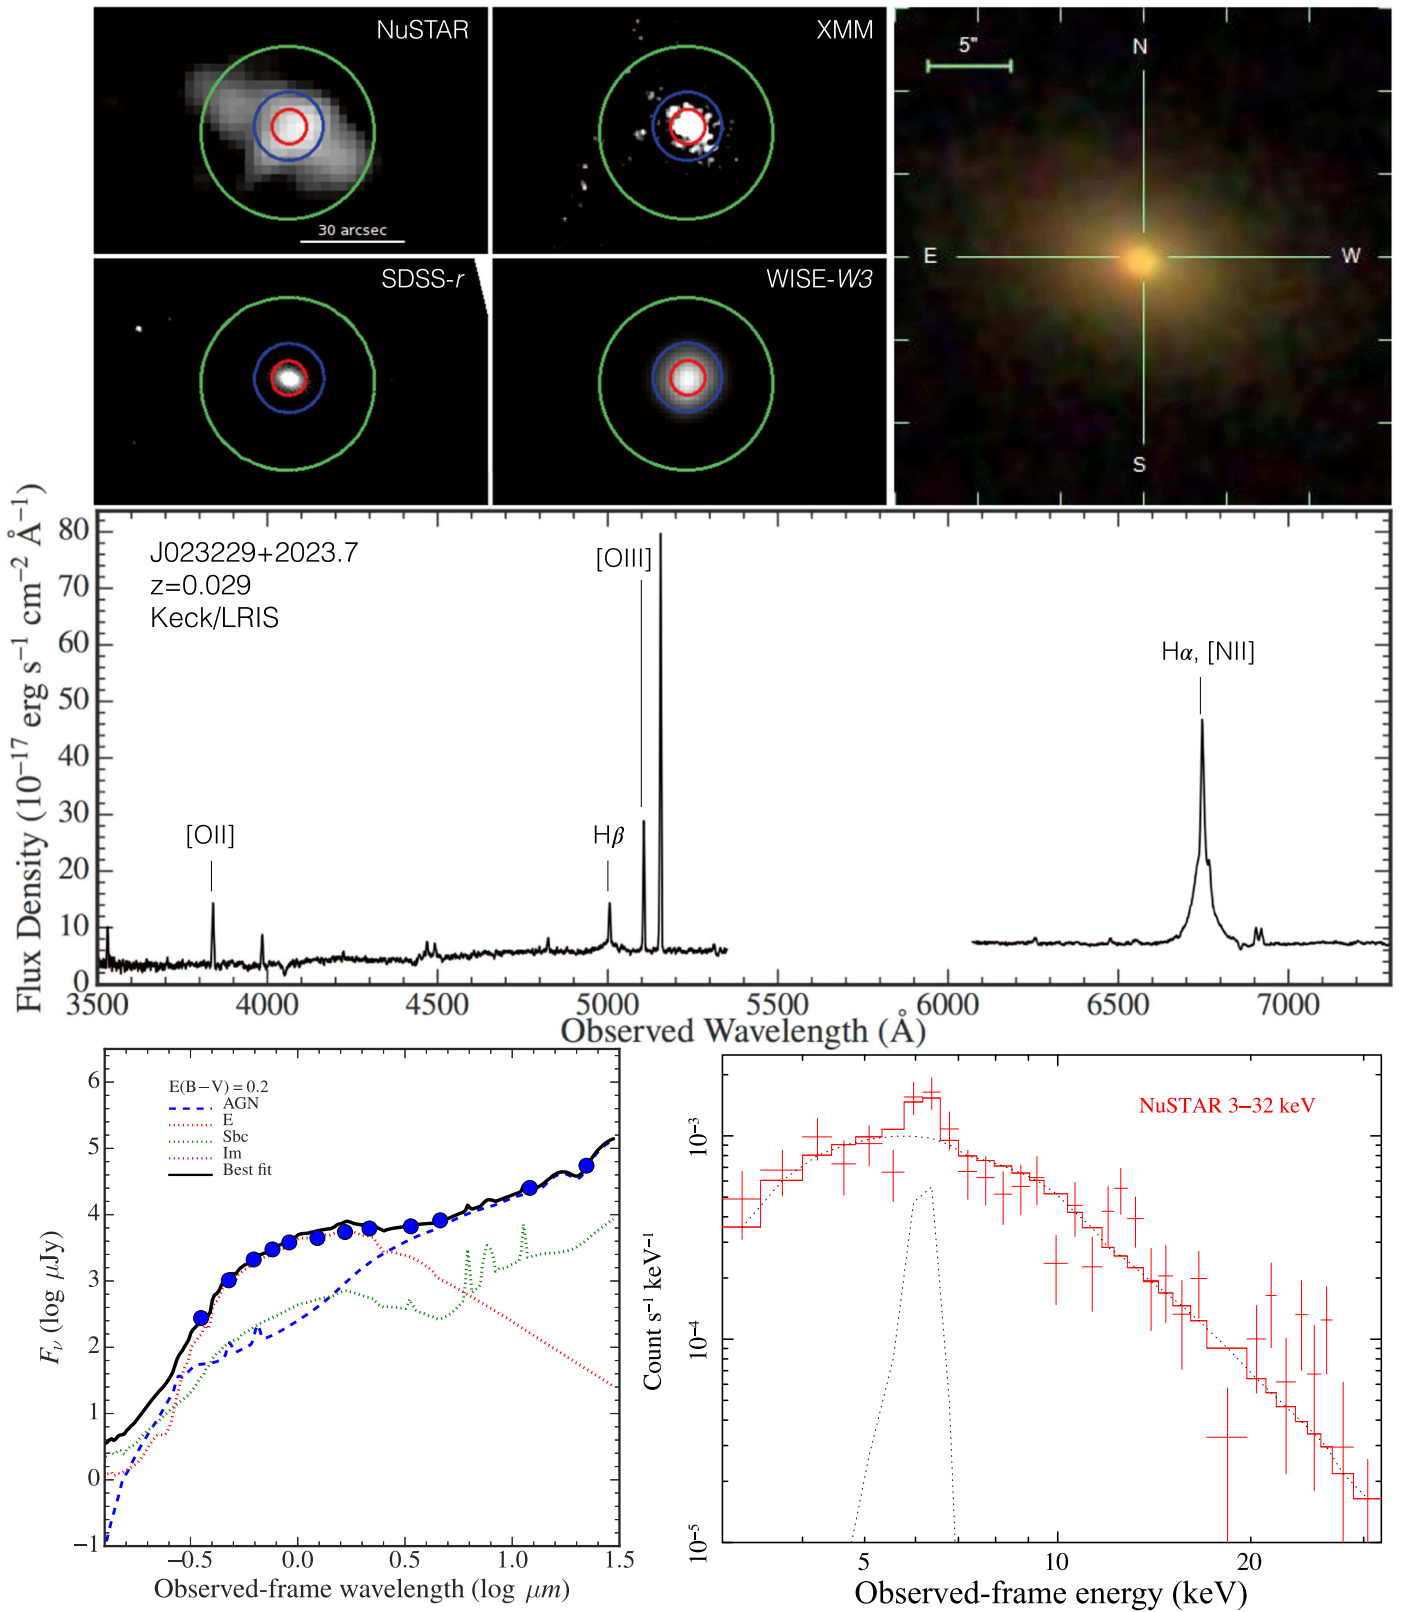 NuSTAR
XMM
30 arcsec
SDSS-r
WISE-W3
5"
N
E
W
S
J023229+2023.7
z=0.029
Keck/LRIS
[OII]
Hβ
[OIII]
Hα, [NII]
80
70
60
50
40
30
20
10
0
Flux Density (10⁻¹⁷ erg s⁻¹ cm⁻² Å⁻¹)
3500 4000 4500 5000 5500 6000 6500 7000
Observed Wavelength (Å)
E(B−V) = 0.2
AGN
E
Sbc
Im
Best fit
6
5
4
3
2
1
0
−1
Fν (log μJy)
−0.5 0.0 0.5 1.0 1.5
Observed-frame wavelength (log μm)
NuSTAR 3−32 keV
10⁻³
10⁻⁴
10⁻⁵
Count s⁻¹ keV⁻¹
5 10 20
Observed-frame energy (keV)